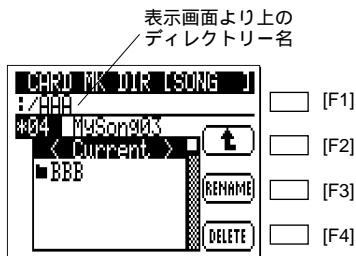 表示画面より上の
ディレクトリー名
CARD MK DIR [SONG ]
:/AAA
*04 MySong03
< Current >
BBB
RENAME
DELETE
[F1]
[F2]
[F3]
[F4]